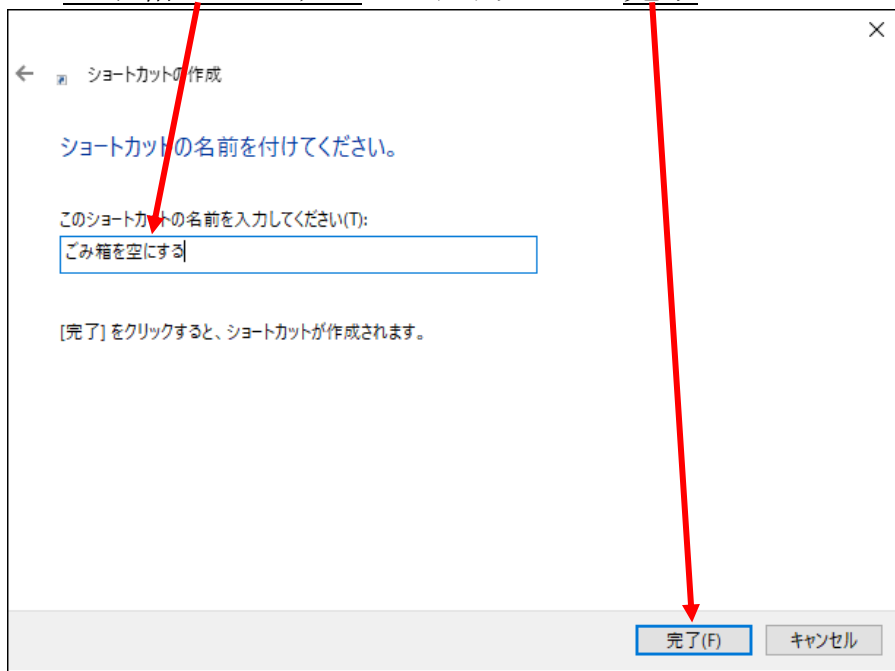 ショートカットの作成
ショートカットの名前を付けてください。
このショートカットの名前を入力してください(T):
ごみ箱を空にする
[完了] をクリックすると、ショートカットが作成されます。
完了(F)
キャンセル